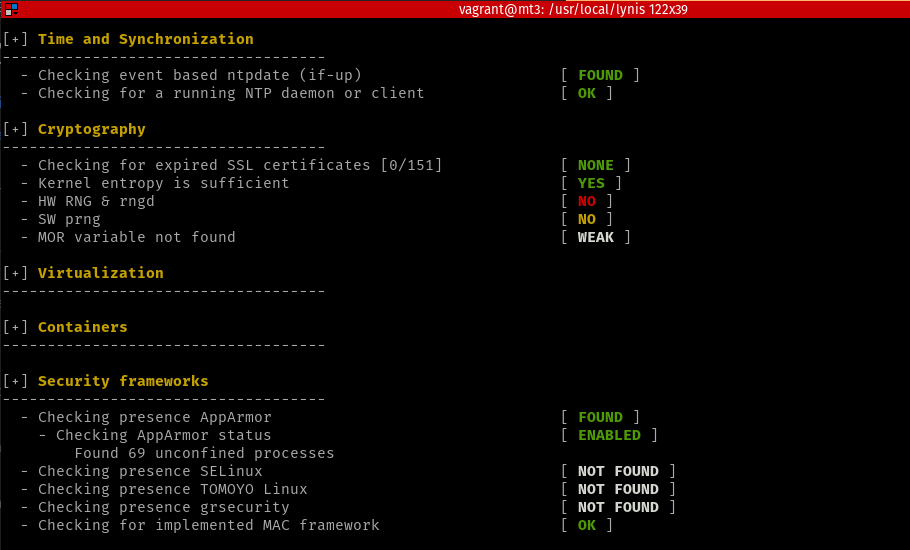 vagrant@mt3: /usr/local/lynis 122x39
[+] Time and Synchronization
------------------------------------
  - Checking event based ntpdate (if-up)                      [ FOUND ]
  - Checking for a running NTP daemon or client               [ OK ]
[+] Cryptography
------------------------------------
  - Checking for expired SSL certificates [0/151]             [ NONE ]
  - Kernel entropy is sufficient                              [ YES ]
  - HW RNG & rngd                                             [ NO ]
  - SW prng                                                   [ NO ]
  - MOR variable not found                                    [ WEAK ]
[+] Virtualization
------------------------------------
[+] Containers
------------------------------------
[+] Security frameworks
------------------------------------
  - Checking presence AppArmor                                [ FOUND ]
    - Checking AppArmor status                                [ ENABLED ]
        Found 69 unconfined processes
  - Checking presence SELinux                                 [ NOT FOUND ]
  - Checking presence TOMOYO Linux                            [ NOT FOUND ]
  - Checking presence grsecurity                              [ NOT FOUND ]
  - Checking for implemented MAC framework                    [ OK ]